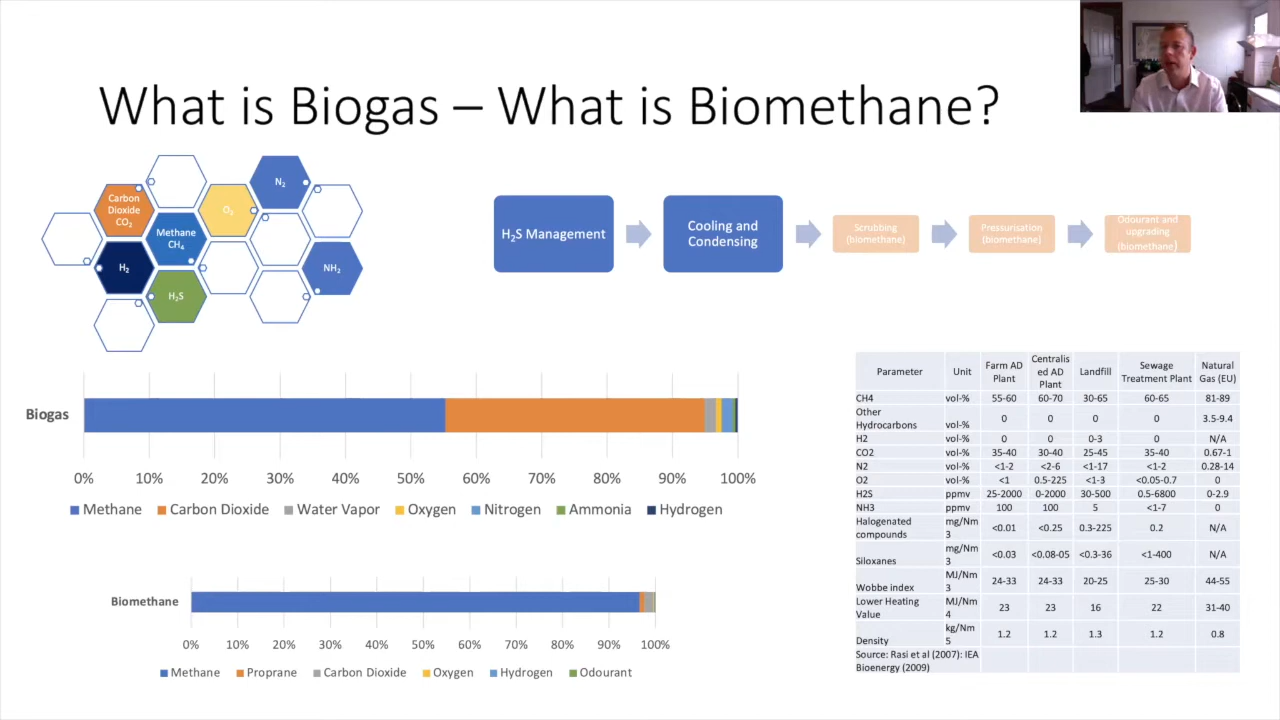 What is Biogas – What is Biomethane?
N₂
Carbon
Dioxide
CO₂
O₂
Methane
CH₄
H₂
NH₂
H₂S
H₂S Management
Cooling and
Condensing
Scrubbing
(biomethane)
Pressurisation
(biomethane)
Odourant and
upgrading
(biomethane)
Biogas
0% 10% 20% 30% 40% 50% 60% 70% 80% 90% 100%
Methane Carbon Dioxide Water Vapor Oxygen Nitrogen Ammonia Hydrogen
Biomethane
0% 10% 20% 30% 40% 50% 60% 70% 80% 90% 100%
Methane Proprane Carbon Dioxide Oxygen Hydrogen Odourant
Parameter Unit Farm AD Plant Centralis ed AD Plant Landfill Sewage Treatment Plant Natural Gas (EU)
CH4 vol-% 55-60 60-70 30-65 60-65 81-89
Other Hydrocarbons vol-% 0 0 0 0 3.5-9.4
H2 vol-% 0 0 0-3 0 N/A
CO2 vol-% 35-40 30-40 25-45 35-40 0.67-1
N2 vol-% <1-2 <2-6 <1-17 <1-2 0.28-14
O2 vol-% <1 0.5-225 <1-3 <0.05-0.7 0
H2S ppmv 25-2000 0-2000 30-500 0.5-6800 0-2.9
NH3 ppmv 100 100 5 <1-7 0
Halogenated compounds mg/Nm 3 <0.01 <0.25 0.3-225 0.2 N/A
Siloxanes mg/Nm 3 <0.03 <0.08-05 <0.3-36 <1-400 N/A
Wobbe index MJ/Nm 3 24-33 24-33 20-25 25-30 44-55
Lower Heating Value MJ/Nm 4 23 23 16 22 31-40
Density kg/Nm 5 1.2 1.2 1.3 1.2 0.8
Source: Rasi et al (2007): IEA
Bioenergy (2009)